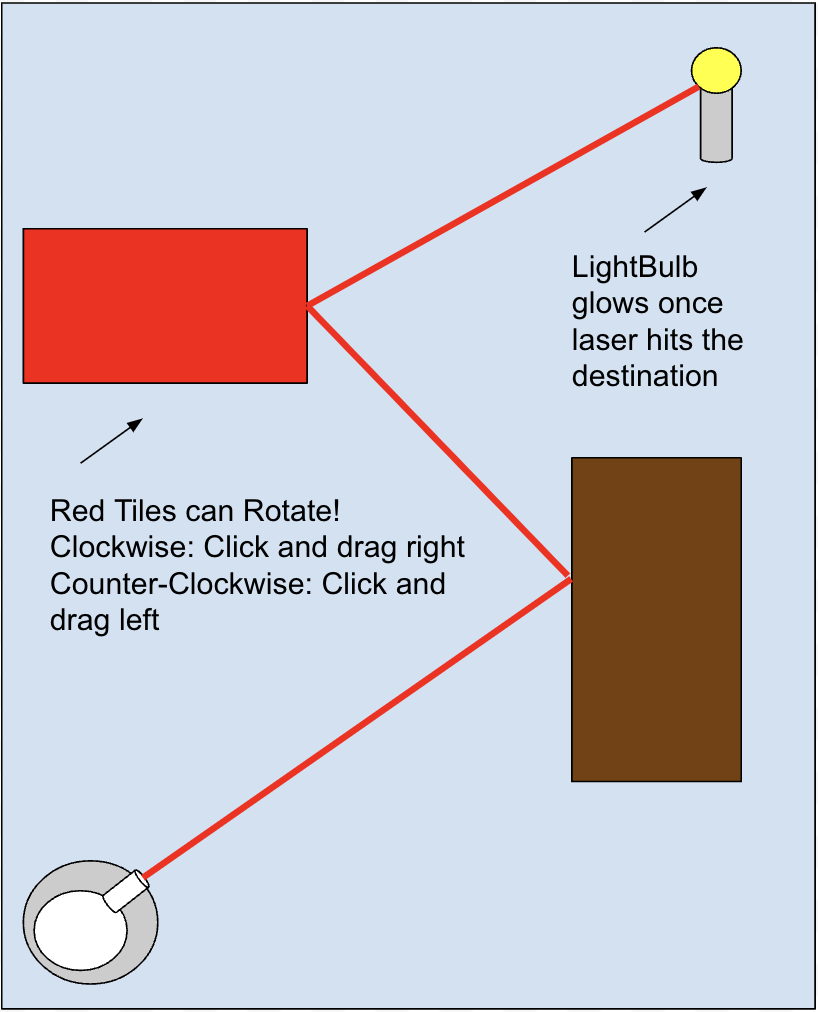 LightBulb
glows once
laser hits the
destination
Red Tiles can Rotate!
Clockwise: Click and drag right
Counter-Clockwise: Click and
drag left